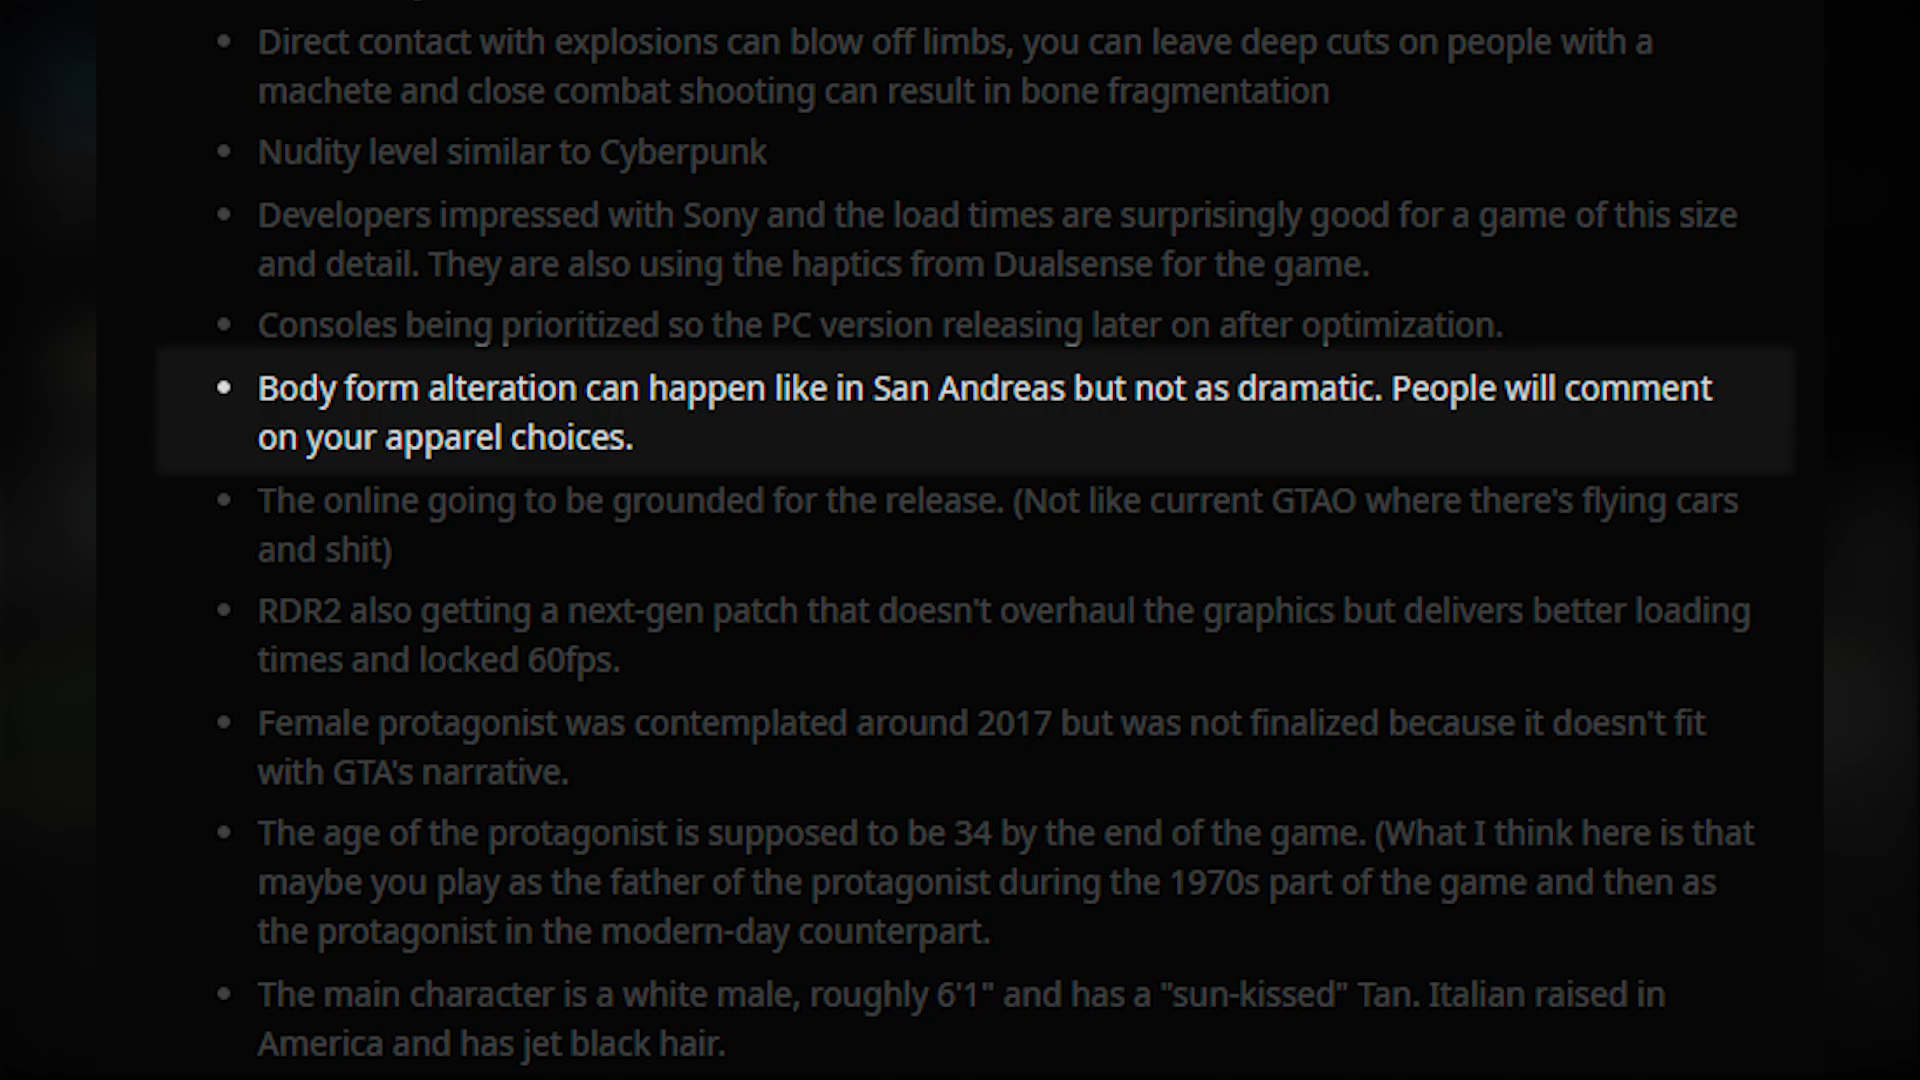 Direct contact with explosions can blow off limbs, you can leave deep cuts on people with a
machete and close combat shooting can result in bone fragmentation
Nudity level similar to Cyberpunk
Developers impressed with Sony and the load times are surprisingly good for a game of this size
and detail. They are also using the haptics from Dualsense for the game.
Consoles being prioritized so the PC version releasing later on after optimization.
Body form alteration can happen like in San Andreas but not as dramatic. People will comment
on your apparel choices.
The online going to be grounded for the release. (Not like current GTAO where there's flying cars
and shit)
RDR2 also getting a next-gen patch that doesn't overhaul the graphics but delivers better loading
times and locked 60fps.
Female protagonist was contemplated around 2017 but was not finalized because it doesn't fit
with GTA's narrative.
The age of the protagonist is supposed to be 34 by the end of the game. (What I think here is that
maybe you play as the father of the protagonist during the 1970s part of the game and then as
the protagonist in the modern-day counterpart.
The main character is a white male, roughly 6'1" and has a "sun-kissed" Tan. Italian raised in
America and has jet black hair.